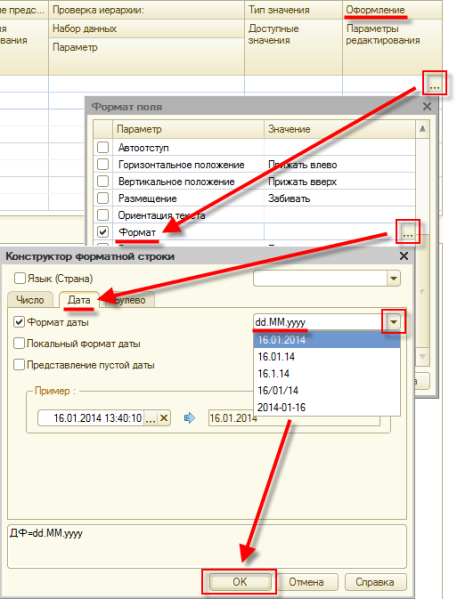 Проверка иерархии:
Тип значения
Оформление
Набор данных
Доступные значения
Параметры редактирования
Параметр
...
Формат поля
Параметр
Значение
Автоотступ
Горизонтальное положение
Прижать влево
Вертикальное положение
Прижать вверх
Размещение
Забивать
Ориентация текста
Формат
...
Конструктор форматной строки
Язык (Страна)
Число
Дата
Формат даты
dd.MM.yyyy
16.01.2014
16.01.14
16.1.14
16/01/14
2014-01-16
Локальный формат даты
Представление пустой даты
Пример :
16.01.2014 13:40:10 ...
16.01.2014
ДФ=dd.MM.yyyy
OK
Отмена
Справка